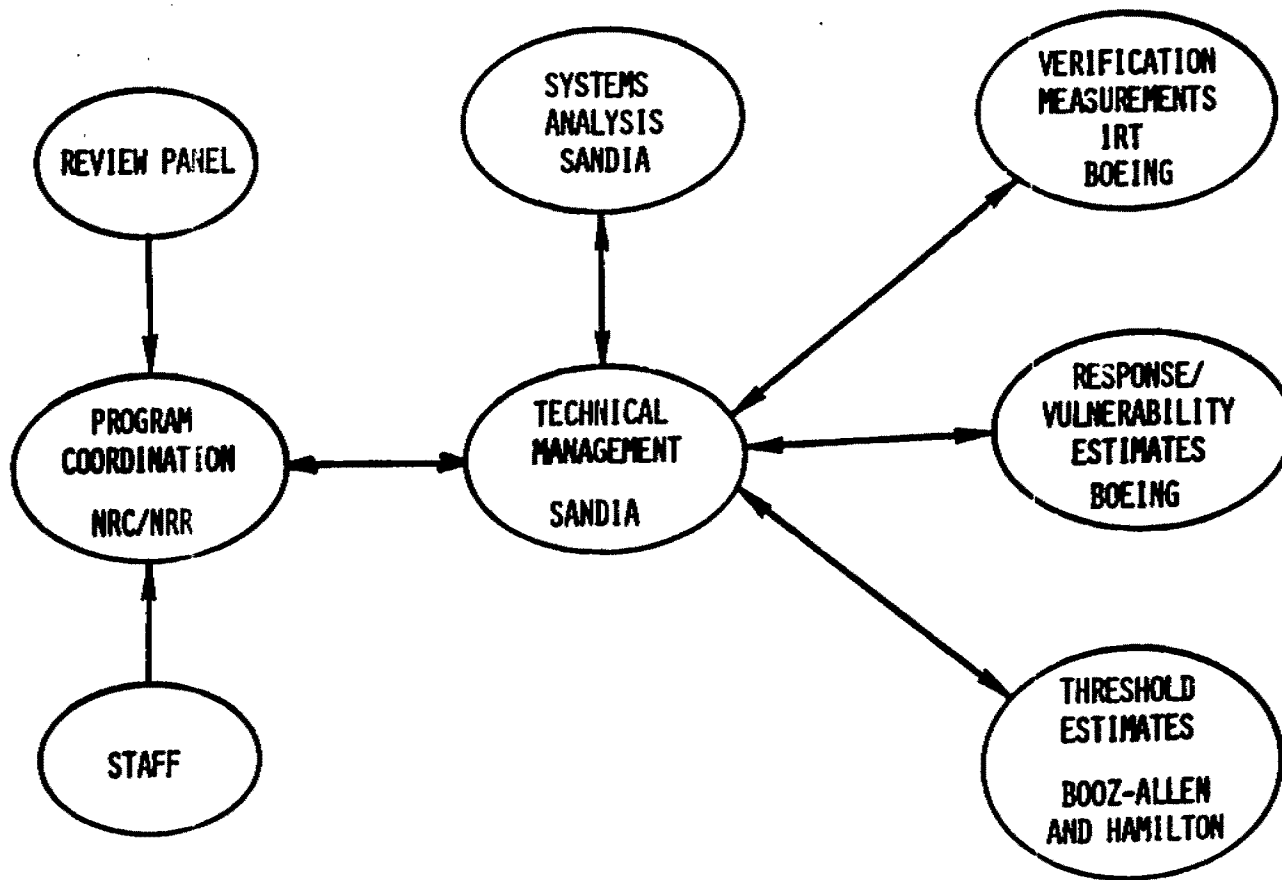 REVIEW PANEL
SYSTEMS
ANALYSIS
SANDIA
VERIFICATION
MEASUREMENTS
IRT
BOEING
PROGRAM
COORDINATION
NRC/NRR
TECHNICAL
MANAGEMENT
SANDIA
RESPONSE/
VULNERABILITY
ESTIMATES
BOEING
STAFF
THRESHOLD
ESTIMATES
BOOZ-ALLEN
AND HAMILTON